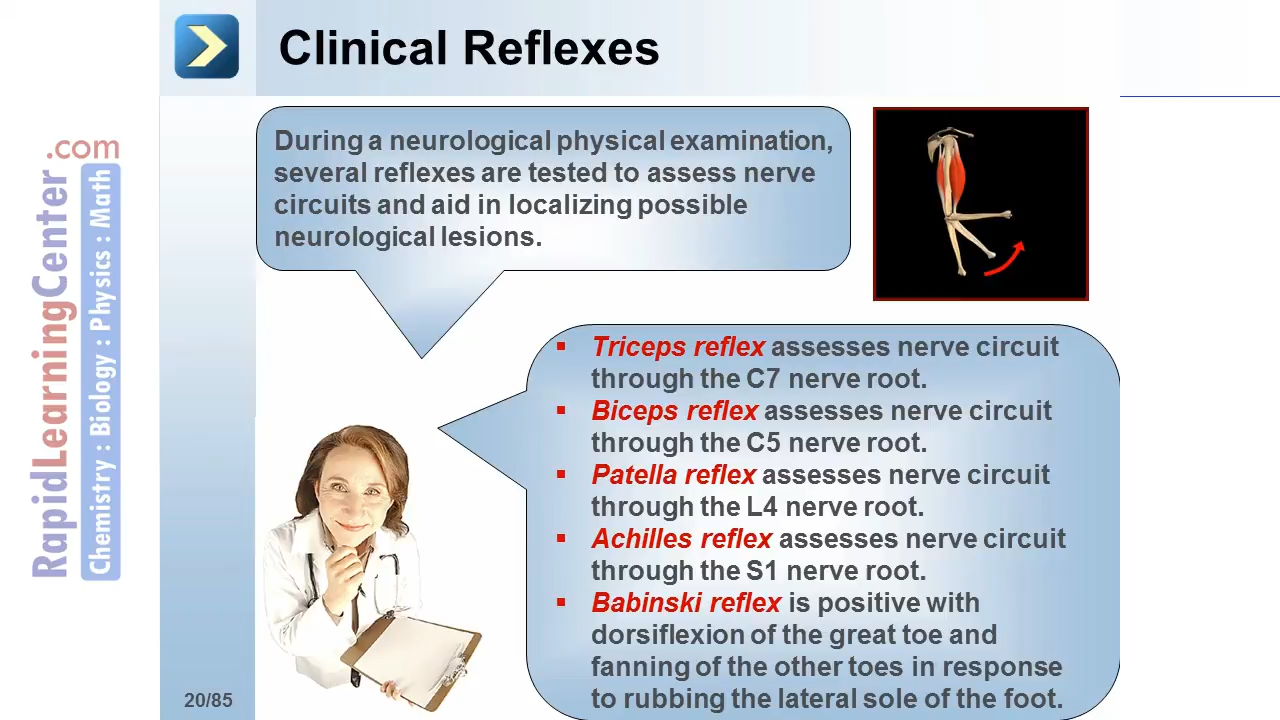 Clinical Reflexes
During a neurological physical examination,
several reflexes are tested to assess nerve
circuits and aid in localizing possible
neurological lesions.
▪ Triceps reflex assesses nerve circuit
through the C7 nerve root.
▪ Biceps reflex assesses nerve circuit
through the C5 nerve root.
▪ Patella reflex assesses nerve circuit
through the L4 nerve root.
▪ Achilles reflex assesses nerve circuit
through the S1 nerve root.
▪ Babinski reflex is positive with
dorsiflexion of the great toe and
fanning of the other toes in response
to rubbing the lateral sole of the foot.
20/85
RapidLearningCenter.com
Chemistry : Biology : Physics : Math